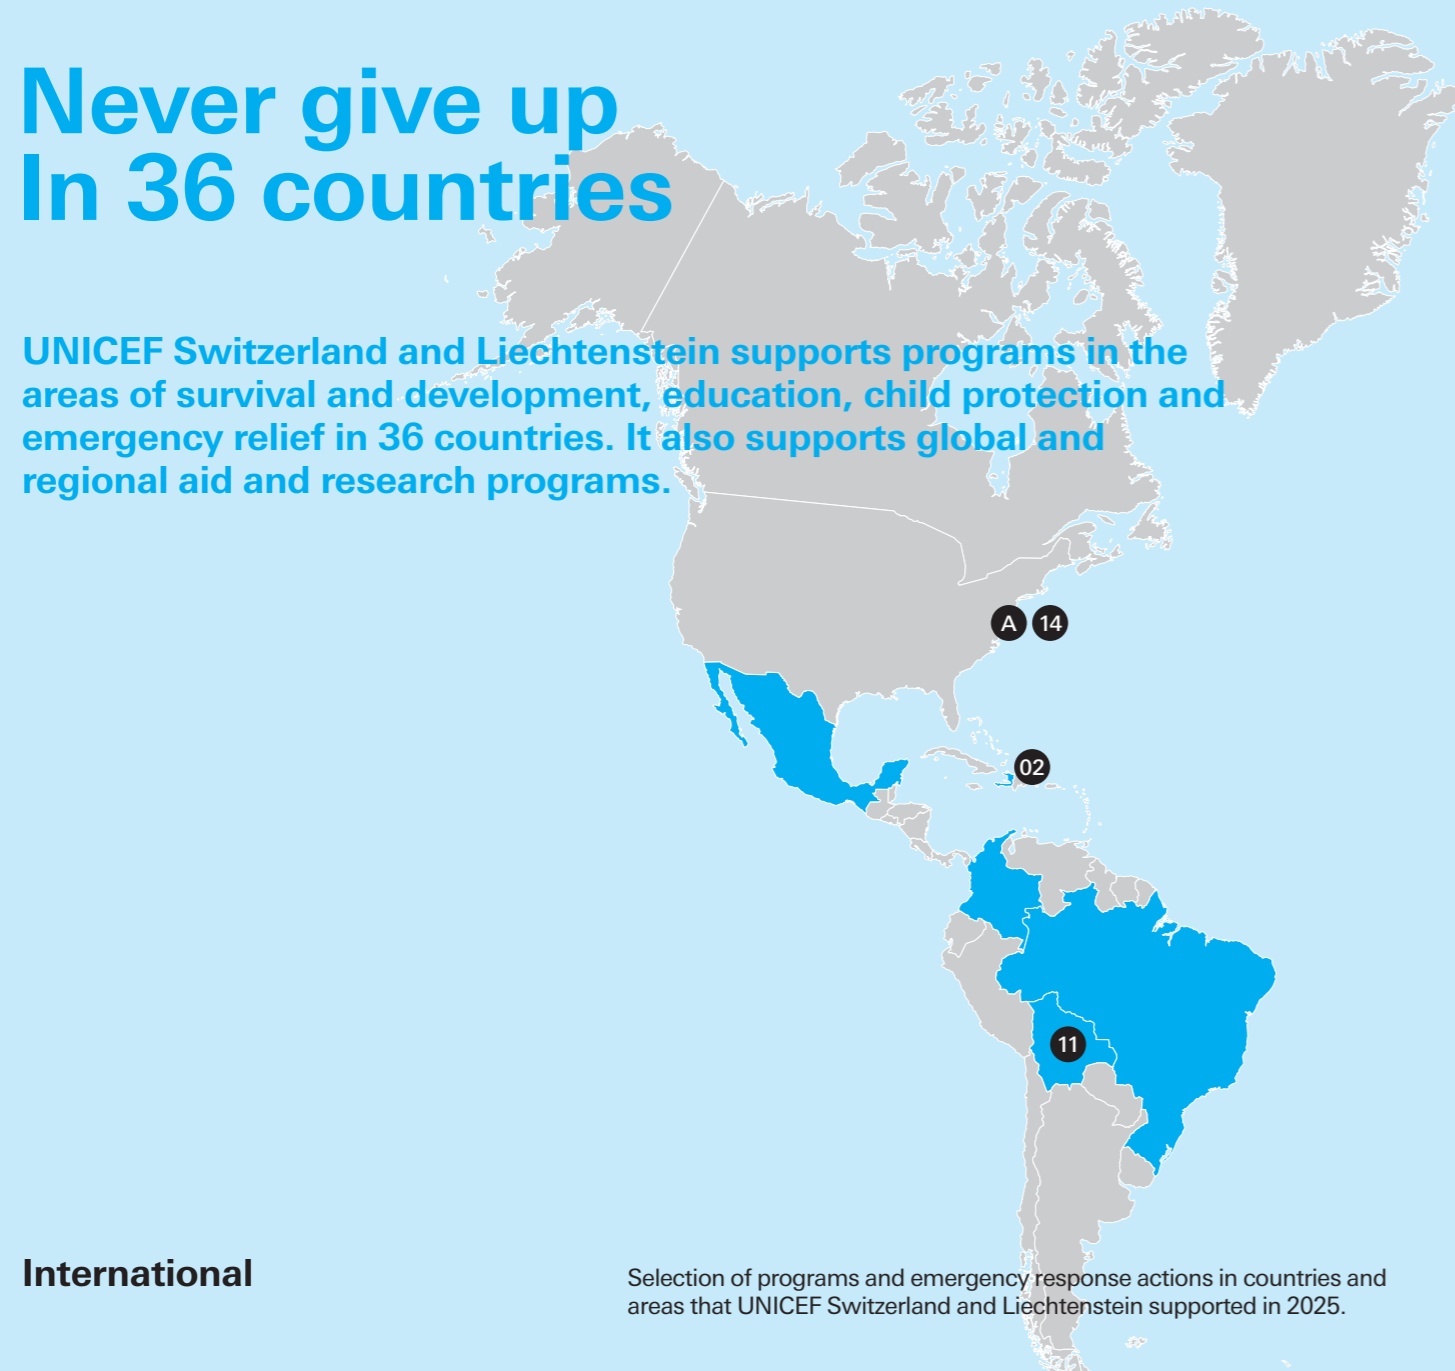 Never give up
In 36 countries
UNICEF Switzerland and Liechtenstein supports programs in the
areas of survival and development, education, child protection and
emergency relief in 36 countries. It also supports global and
regional aid and research programs.
A 14
02
11
International
Selection of programs and emergency response actions in countries and
areas that UNICEF Switzerland and Liechtenstein supported in 2025.